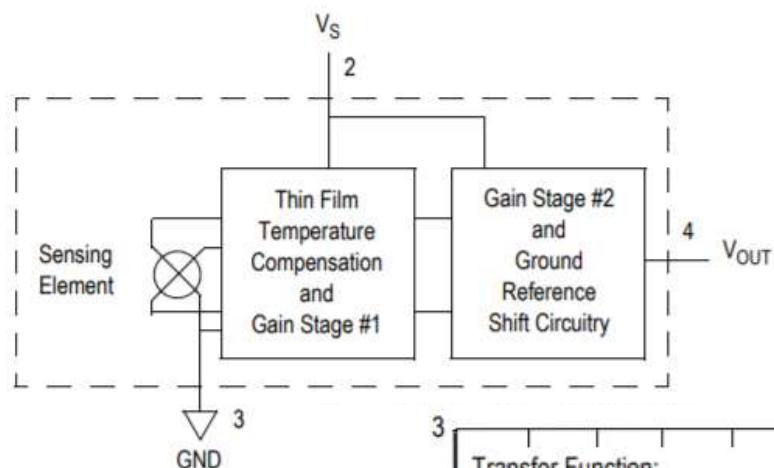 VS
2
Thin Film
Temperature
Compensation
and
Gain Stage #1
Gain Stage #2
and
Ground
Reference
Shift Circuitry
4
VOUT
Sensing
Element
3
GND
3
Transfer Function: